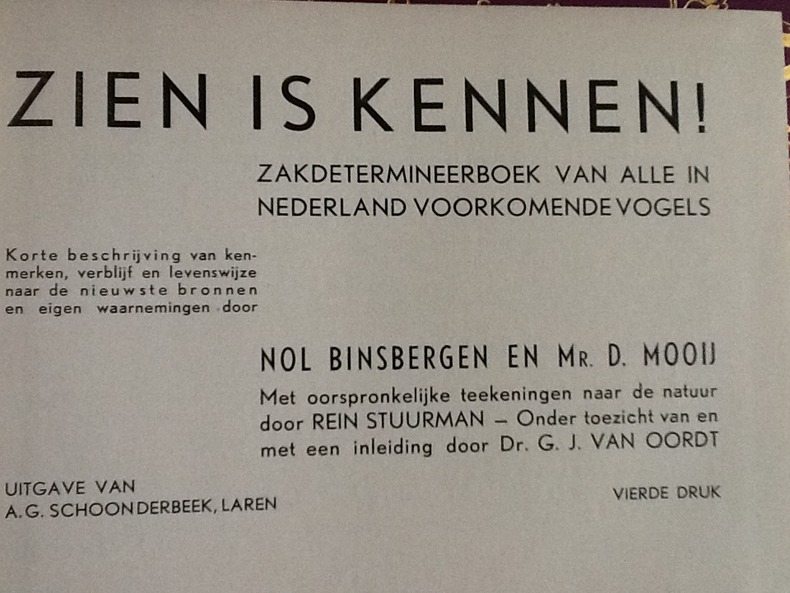 ZIEN IS KENNEN!
ZAKDETERMINEERBOEK VAN ALLE IN
NEDERLAND VOORKOMENDE VOGELS
Korte beschrijving van ken-
merken, verblijf en levenswijze
naar de nieuwste bronnen
en eigen waarnemingen door
NOL BINSBERGEN EN MR. D. MOOIJ
Met oorspronkelijke teekeningen naar de natuur
door REIN STUURMAN – Onder toezicht van en
met een inleiding door Dr. G. J. VAN OORDT
UITGAVE VAN
A.G. SCHOONDERBEEK, LAREN
VIERDE DRUK